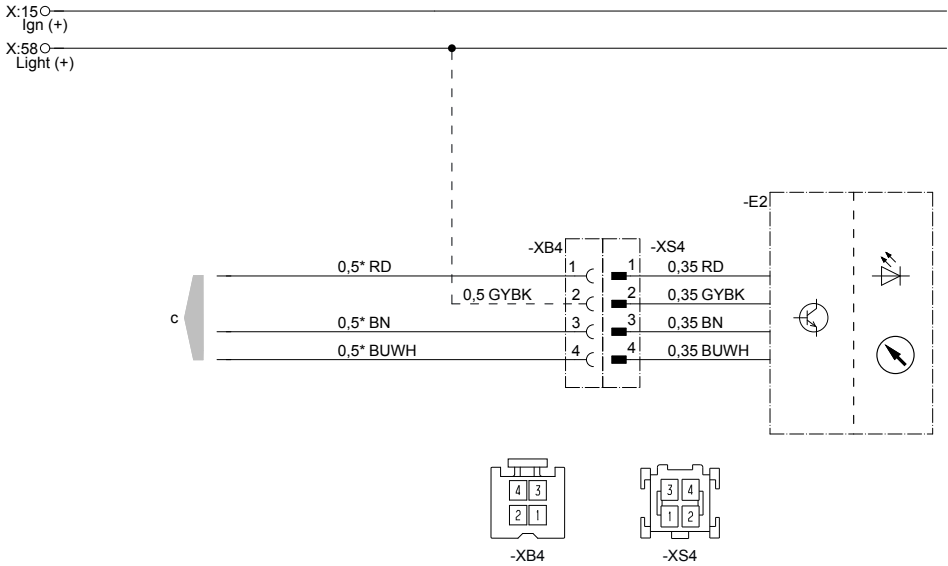 X:15
Ign (+)
X:58
Light (+)
-E2
-XB4 -XS4
0,5* RD 1 1 0,35 RD
0,5 GYBK 2 2 0,35 GYBK
c
0,5* BN 3 3 0,35 BN
0,5* BUWH 4 4 0,35 BUWH
4 3 3 4
2 1 1 2
-XB4 -XS4